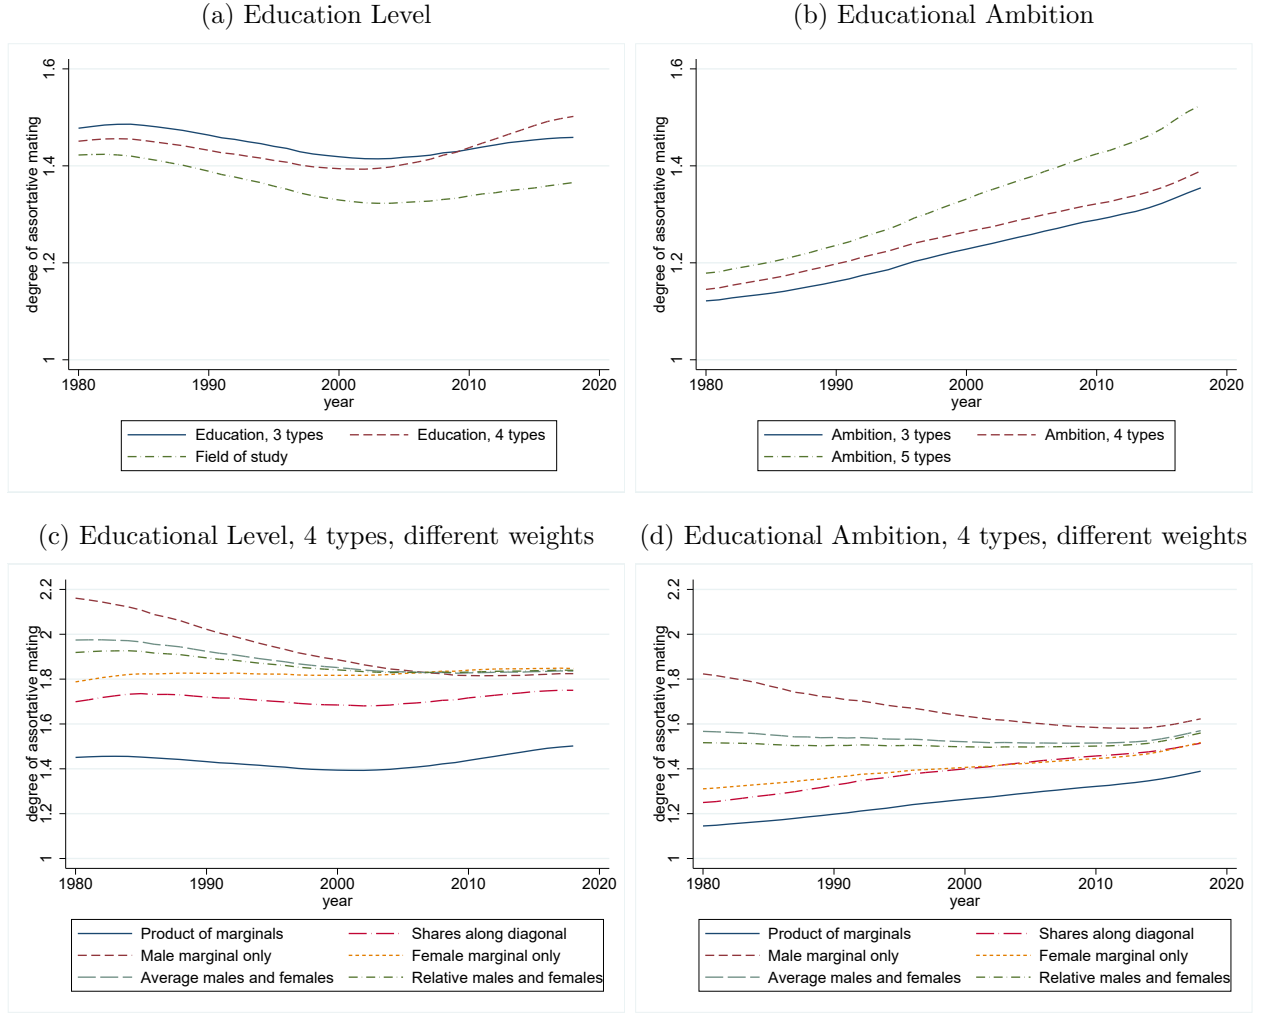 (a) Education Level
degree of assortative mating
1.6
1.4
1.2
1
1980 1990 2000 2010 2020
year
Education, 3 types Education, 4 types
Field of study
(b) Educational Ambition
degree of assortative mating
1.6
1.4
1.2
1
1980 1990 2000 2010 2020
year
Ambition, 3 types Ambition, 4 types
Ambition, 5 types
(c) Educational Level, 4 types, different weights
degree of assortative mating
2.2
2
1.8
1.6
1.4
1.2
1
1980 1990 2000 2010 2020
year
Product of marginals Shares along diagonal
Male marginal only Female marginal only
Average males and females Relative males and females
(d) Educational Ambition, 4 types, different weights
degree of assortative mating
2.2
2
1.8
1.6
1.4
1.2
1
1980 1990 2000 2010 2020
year
Product of marginals Shares along diagonal
Male marginal only Female marginal only
Average males and females Relative males and females